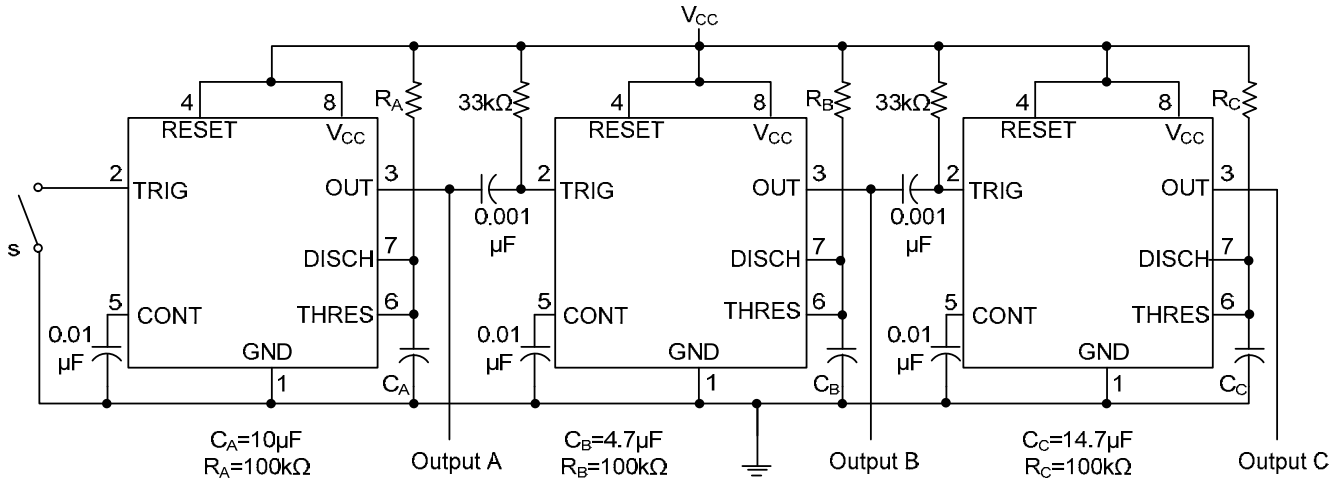 VCC
4
8
RA
33kΩ
4
8
RB
33kΩ
4
8
RC
RESET
VCC
RESET
VCC
RESET
VCC
2
TRIG
OUT
3
2
TRIG
OUT
3
2
TRIG
OUT
3
0.001
µF
0.001
µF
S
DISCH
7
DISCH
7
DISCH
7
5
CONT
THRES
6
5
CONT
THRES
6
5
CONT
THRES
6
0.01
µF
0.01
µF
0.01
µF
GND
1
CA
GND
1
CB
GND
1
CC
CA=10µF
RA=100kΩ
Output A
CB=4.7µF
RB=100kΩ
Output B
CC=14.7µF
RC=100kΩ
Output C